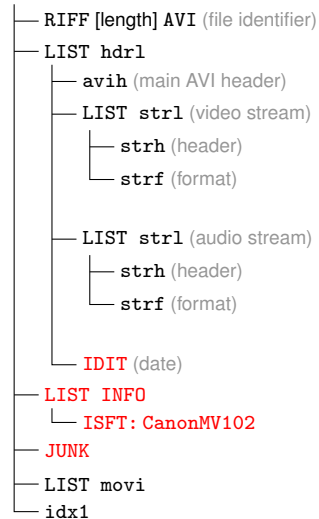 RIFF [length] AVI (file identifier)
LIST hdrl
avih (main AVI header)
LIST strl (video stream)
strh (header)
strf (format)
LIST strl (audio stream)
strh (header)
strf (format)
IDIT (date)
LIST INFO
ISFT: CanonMV102
JUNK
LIST movi
idx1